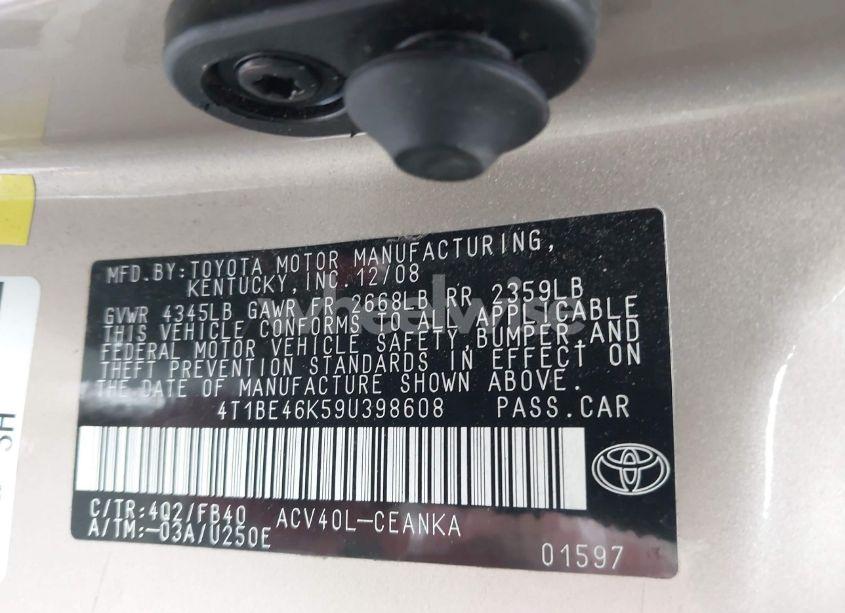 MFD.BY:TOYOTA MOTOR MANUFACTURING,
KENTUCKY,INC.12/08
GVWR 4345LB GAWR FR 2668LB RR 2359LB
THIS VEHICLE CONFORMS TO ALL APPLICABLE
FEDERAL MOTOR VEHICLE SAFETY,BUMPER,AND
THEFT PREVENTION STANDARDS IN EFFECT ON
THE DATE OF MANUFACTURE SHOWN ABOVE.
4T1BE46K59U398608 PASS.CAR
C/TR:4Q2/FB40 ACV40L-CEANKA
A/TM:-03A/U250E
01597
wheelwise
SH